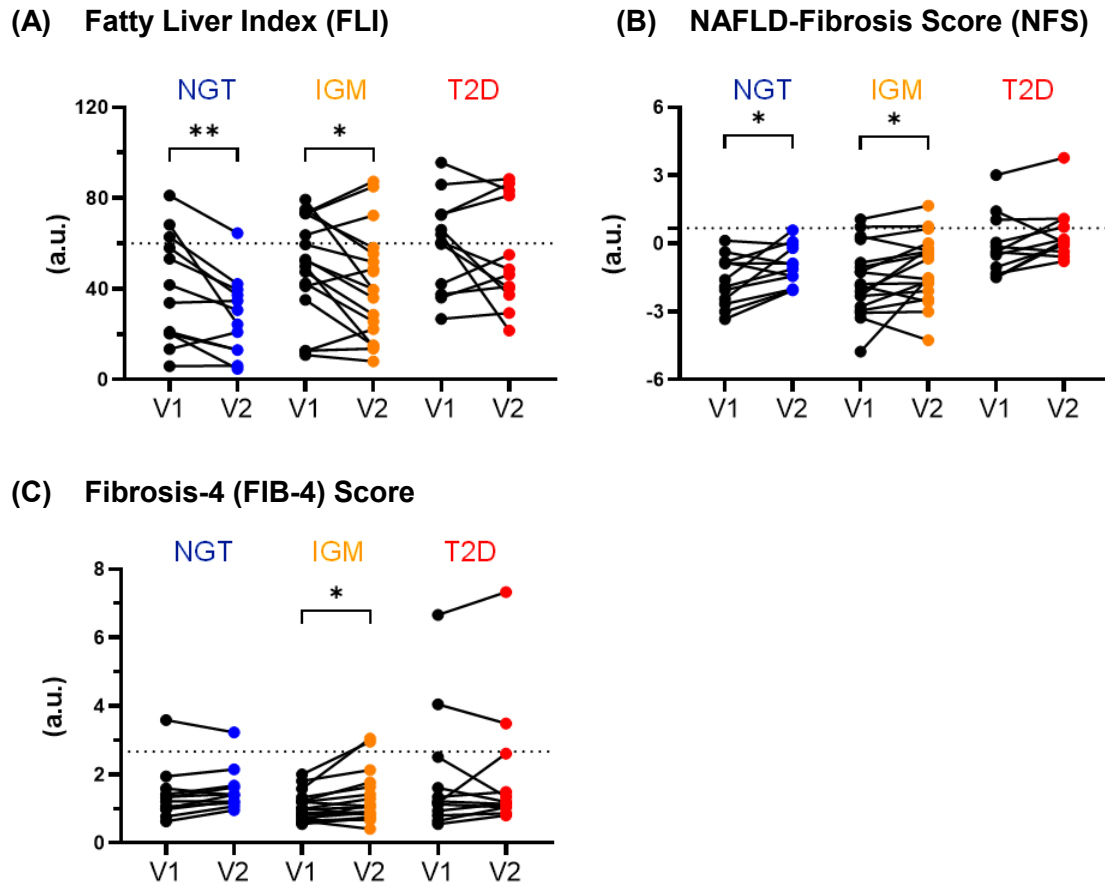 (A) Fatty Liver Index (FLI)
NGT IGM T2D
** *
120
80
40
0
(a.u.)
V1 V2 V1 V2 V1 V2
(B) NAFLD-Fibrosis Score (NFS)
NGT IGM T2D
* *
6
3
0
-3
-6
(a.u.)
V1 V2 V1 V2 V1 V2
(C) Fibrosis-4 (FIB-4) Score
NGT IGM T2D
*
8
6
4
2
0
(a.u.)
V1 V2 V1 V2 V1 V2